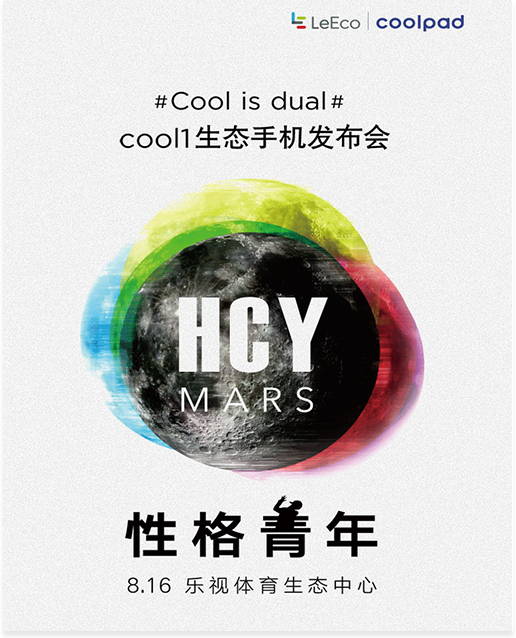 LeEco | coolpad
#Cool is dual#
cool1生态手机发布会
HCY
MARS
性格青年
8.16 乐视体育生态中心